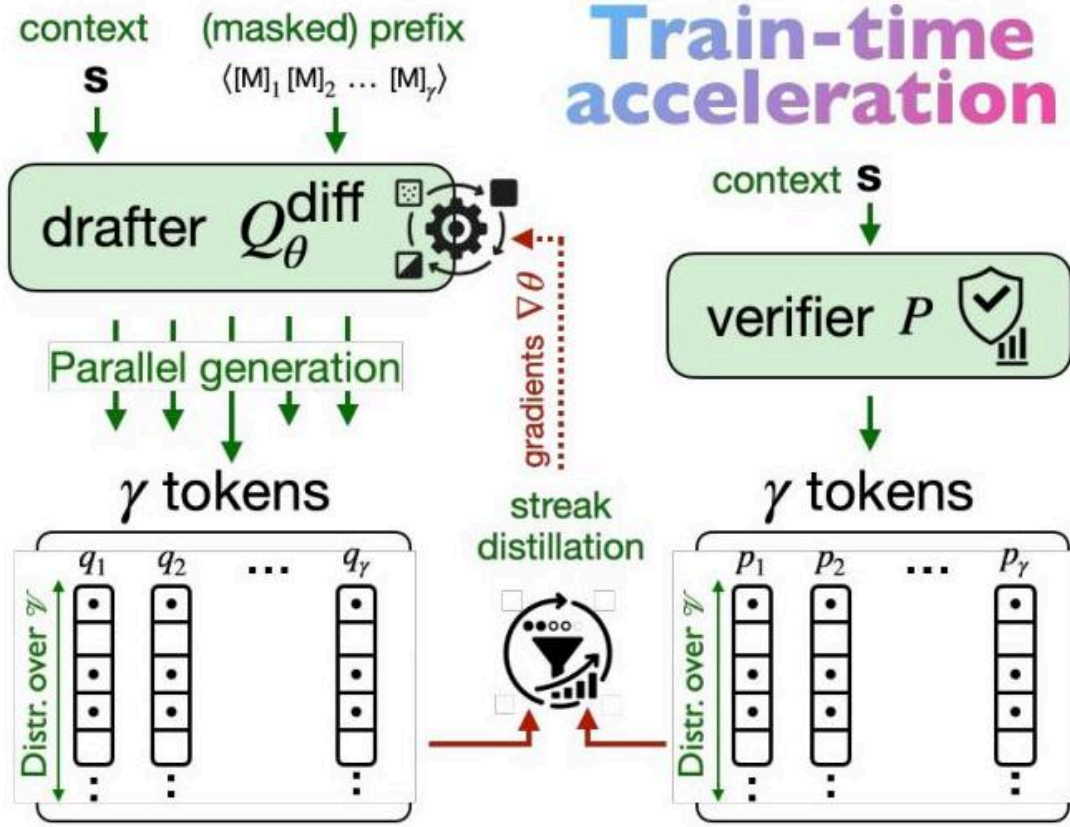 Train-time
acceleration
context (masked) prefix
s ⟨[M]₁ [M]₂ … [M]ᵧ⟩
drafter Q_θ^diff
Parallel generation
γ tokens
q₁ q₂ … qᵧ
Distr. over 𝒱
gradients ∇θ
streak
distillation
context s
verifier P
γ tokens
p₁ p₂ … pᵧ
Distr. over 𝒱